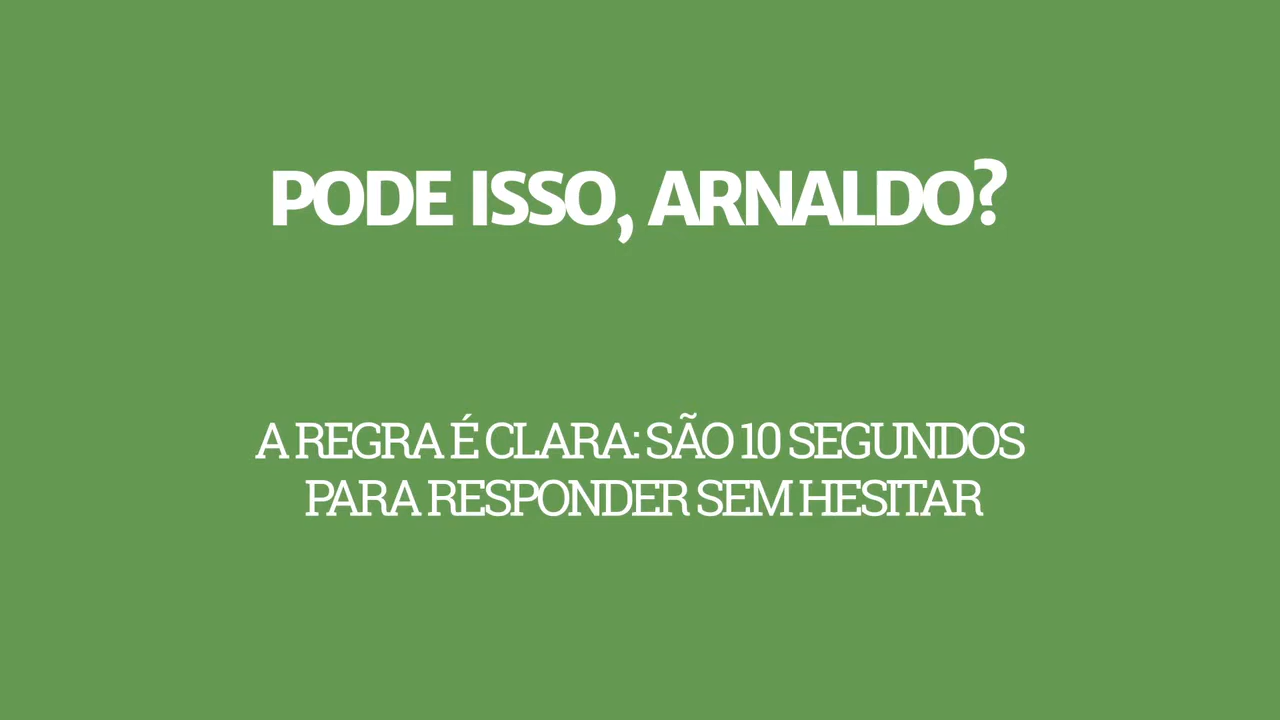 PODE ISSO, ARNALDO?
A REGRA É CLARA: SÃO 10 SEGUNDOS
PARA RESPONDER SEM HESITAR